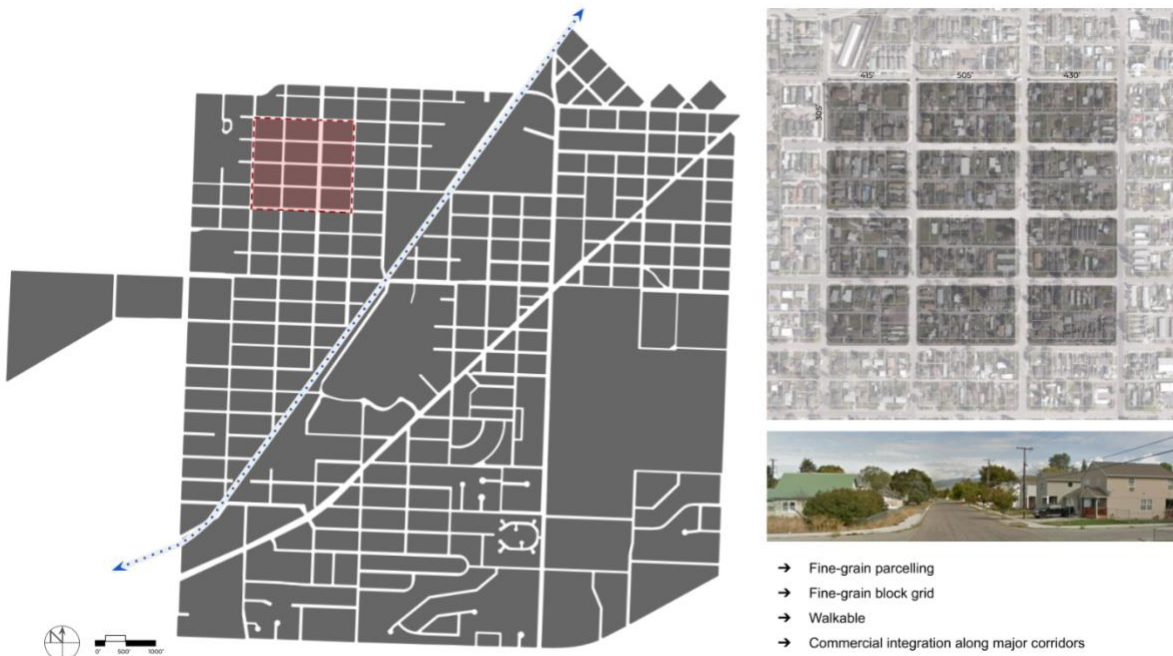 415'
505'
430'
305'
→ Fine-grain parcelling
→ Fine-grain block grid
→ Walkable
→ Commercial integration along major corridors
N
0' 500' 1000'